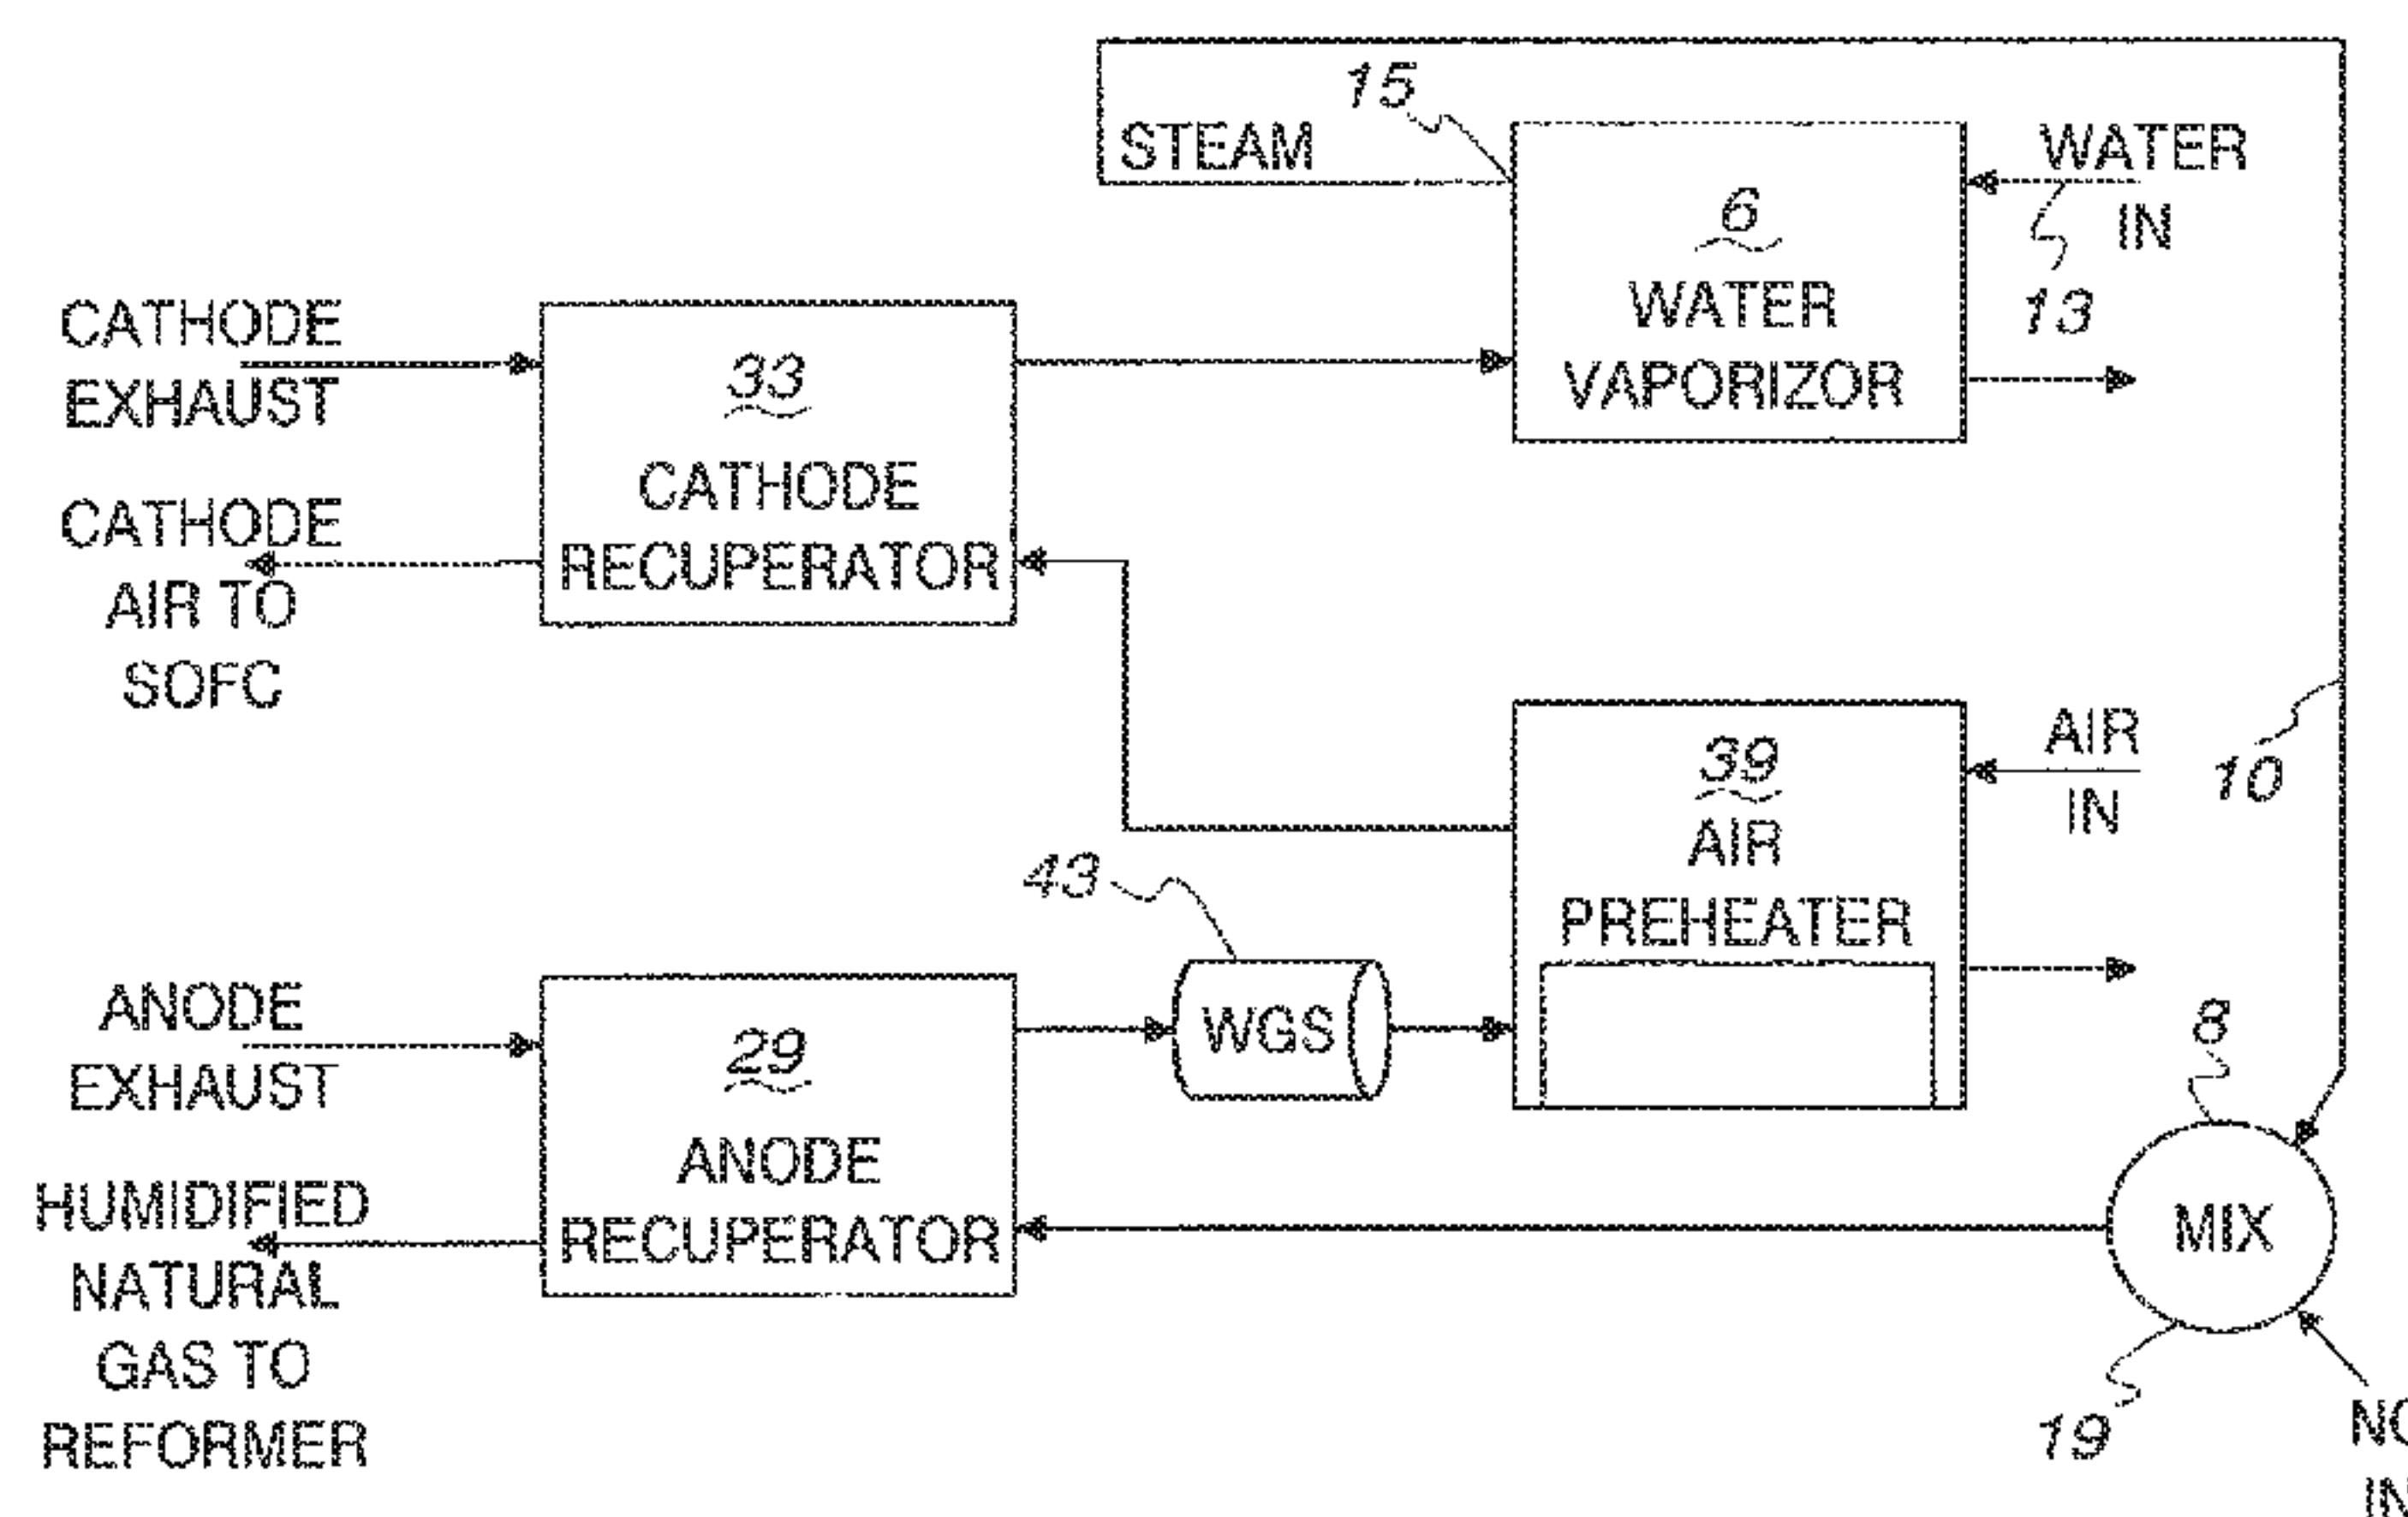 15
STEAM
WATER
IN
6
WATER
VAPORIZOR
13
CATHODE
EXHAUST
33
CATHODE
RECUPERATOR
CATHODE
AIR TO
SOFC
39
AIR
PREHEATER
AIR
IN
10
43
WGS
ANODE
EXHAUST
29
ANODE
RECUPERATOR
8
MIX
HUMIDIFIED
NATURAL
GAS TO
REFORMER
19
IN